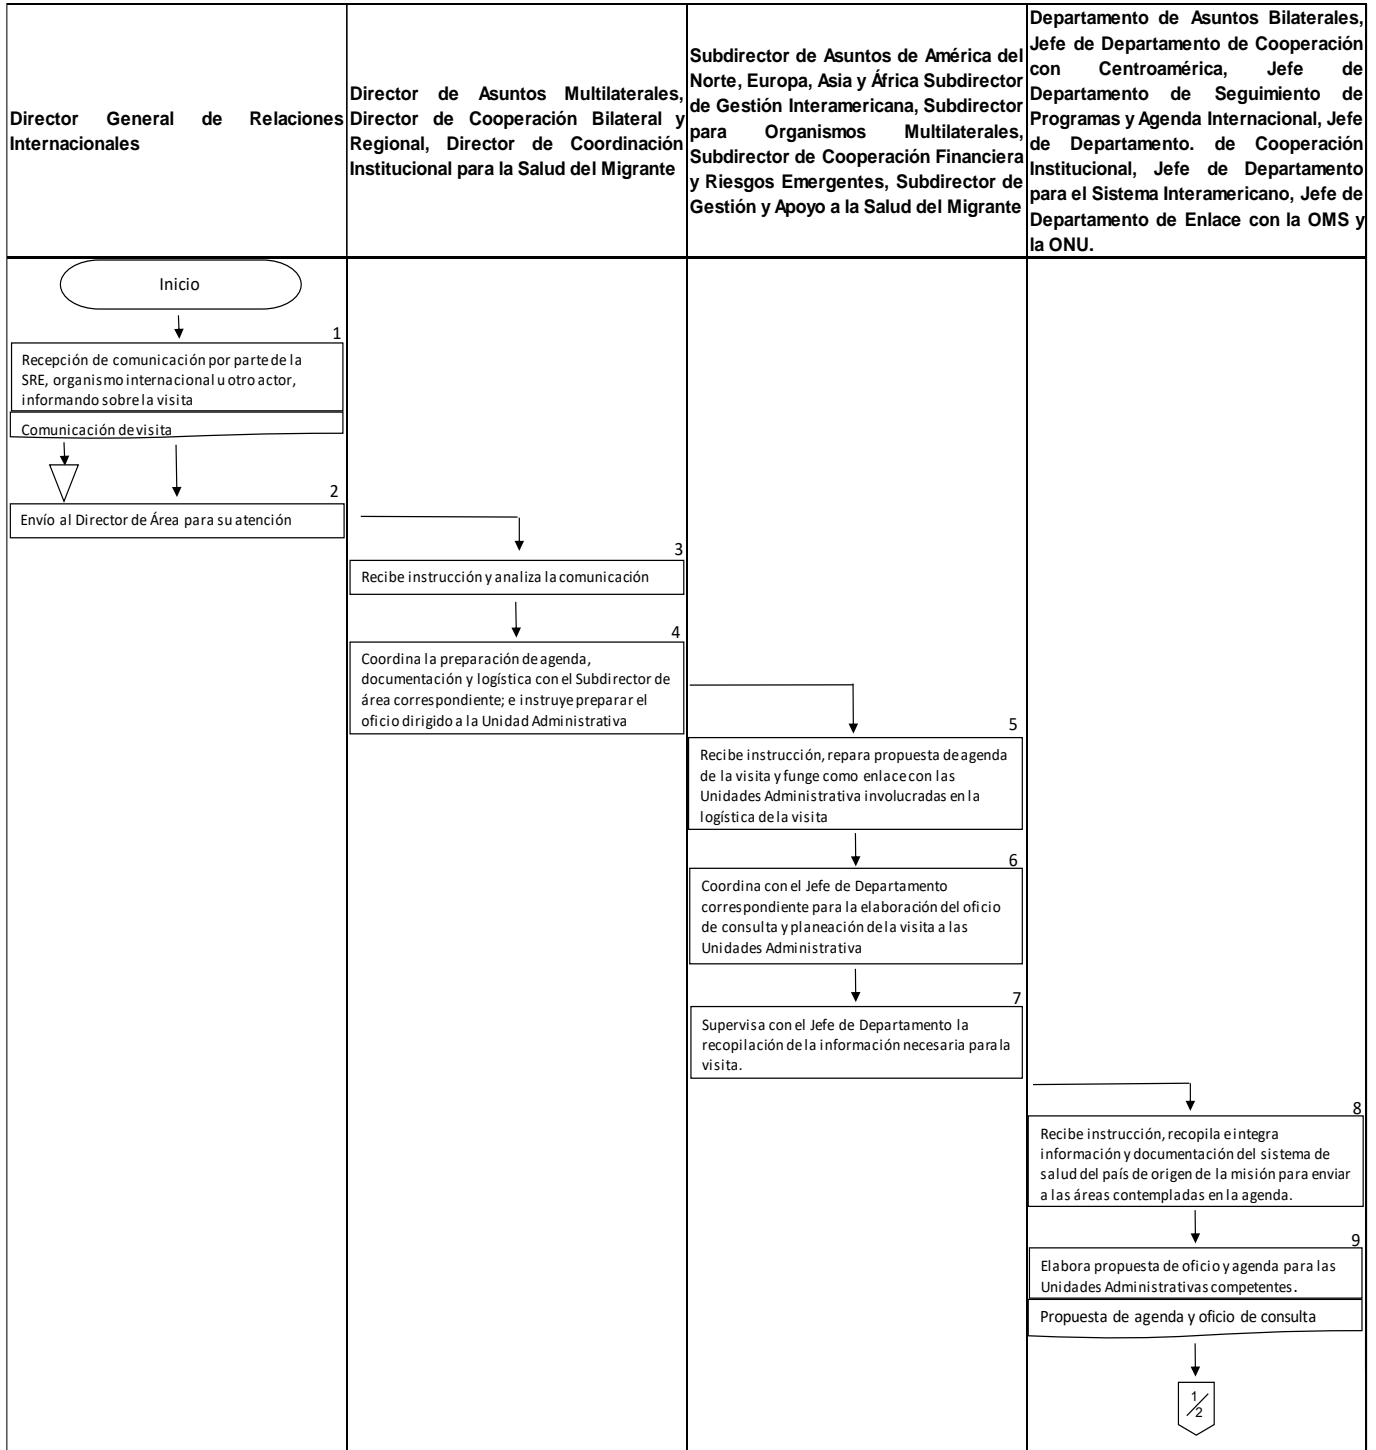 Director General de Relaciones
Internacionales
Director de Asuntos Multilaterales,
Director de Cooperación Bilateral y
Regional, Director de Coordinación
Institucional para la Salud del Migrante
Subdirector de Asuntos de América del
Norte, Europa, Asia y África Subdirector
de Gestión Interamericana, Subdirector
para Organismos Multilaterales,
Subdirector de Cooperación Financiera
y Riesgos Emergentes, Subdirector de
Gestión y Apoyo a la Salud del Migrante
Departamento de Asuntos Bilaterales,
Jefe de Departamento de Cooperación
con Centroamérica, Jefe de
Departamento de Seguimiento de
Programas y Agenda Internacional, Jefe
de Departamento. de Cooperación
Institucional, Jefe de Departamento
para el Sistema Interamericano, Jefe de
Departamento de Enlace con la OMS y
la ONU.
Inicio
1
Recepción de comunicación por parte de la
SRE, organismo internacional u otro actor,
informando sobre la visita
Comunicación de visita
2
Envío al Director de Área para su atención
3
Recibe instrucción y analiza la comunicación
4
Coordina la preparación de agenda,
documentación y logística con el Subdirector de
área correspondiente; e instruye preparar el
oficio dirigido a la Unidad Administrativa
5
Recibe instrucción, repara propuesta de agenda
de la visita y funge como enlace con las
Unidades Administrativa involucradas en la
logística de la visita
6
Coordina con el Jefe de Departamento
correspondiente para la elaboración del oficio
de consulta y planeación de la visita a las
Unidades Administrativa
7
Supervisa con el Jefe de Departamento la
recopilación de la información necesaria para la
visita.
8
Recibe instrucción, recopila e integra
información y documentación del sistema de
salud del país de origen de la misión para enviar
a las áreas contempladas en la agenda.
9
Elabora propuesta de oficio y agenda para las
Unidades Administrativas competentes.
Propuesta de agenda y oficio de consulta
1/2